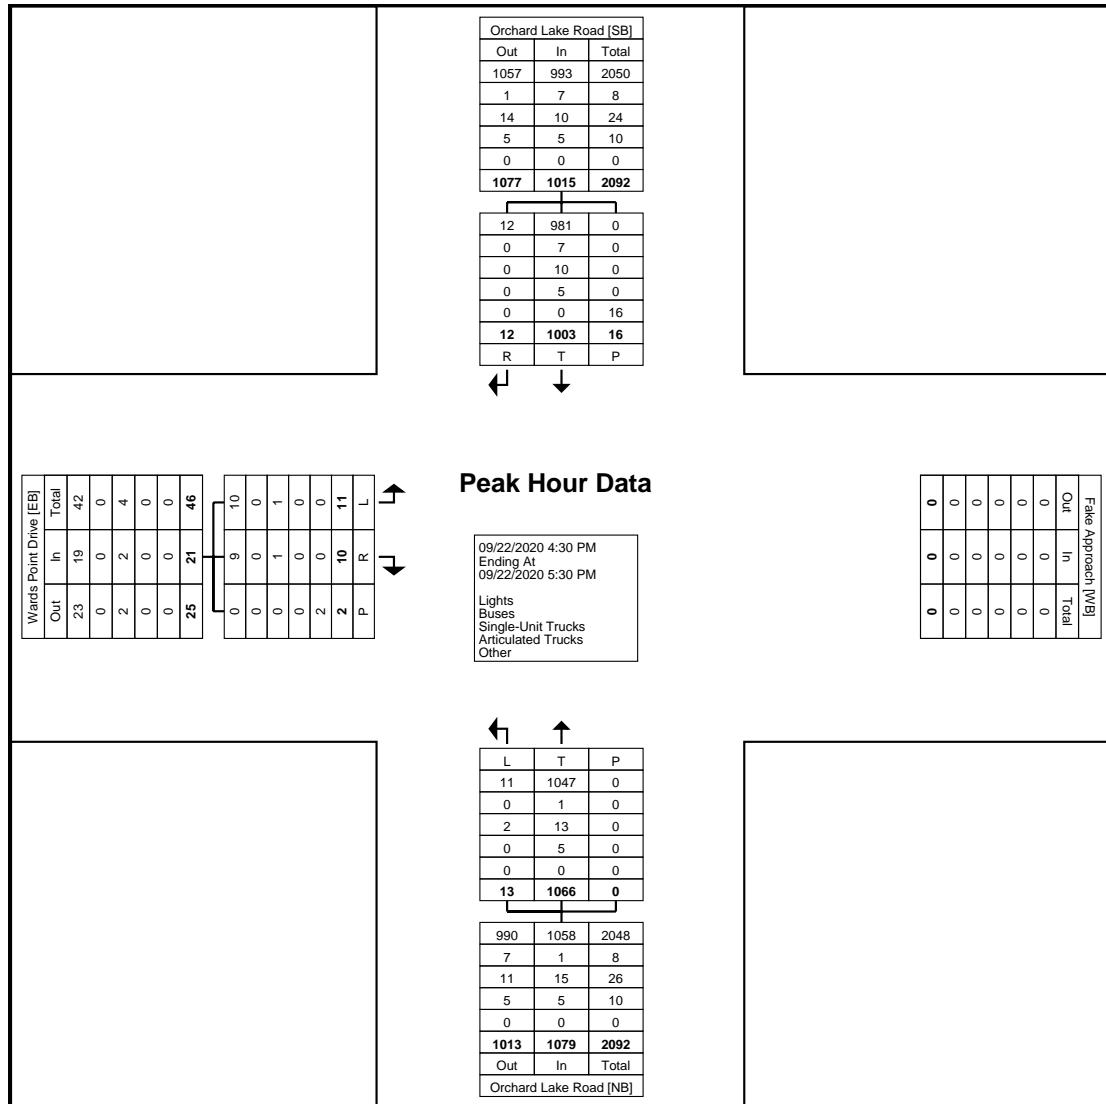 Orchard Lake Road [SB]
Out In Total
1057 993 2050
1 7 8
14 10 24
5 5 10
0 0 0
1077 1015 2092
12 981 0
0 7 0
0 10 0
0 5 0
0 0 16
12 1003 16
R T P
Wards Point Drive [EB]
Total In Out
42 19 23
0 0 0
4 2 2
0 0 0
0 0 0
46 21 25
10 9 0
0 0 0
1 1 0
0 0 0
0 0 2
11 10 2
L R P
Peak Hour Data
09/22/2020 4:30 PM
Ending At
09/22/2020 5:30 PM
Lights
Buses
Single-Unit Trucks
Articulated Trucks
Other
Fake Approach [WB]
Out In Total
0 0 0
0 0 0
0 0 0
0 0 0
0 0 0
0 0 0
L T P
11 1047 0
0 1 0
2 13 0
0 5 0
0 0 0
13 1066 0
990 1058 2048
7 1 8
11 15 26
5 5 10
0 0 0
1013 1079 2092
Out In Total
Orchard Lake Road [NB]